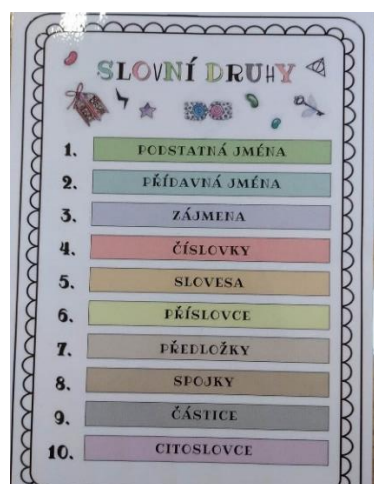 SLOVNÍ DRUHY
1. PODSTATNÁ JMÉNA
2. PŘÍDAVNÁ JMÉNA
3. ZÁJMENA
4. ČÍSLOVKY
5. SLOVESA
6. PŘÍSLOVCE
7. PŘEDLOŽKY
8. SPOJKY
9. ČÁSTICE
10. CITOSLOVCE